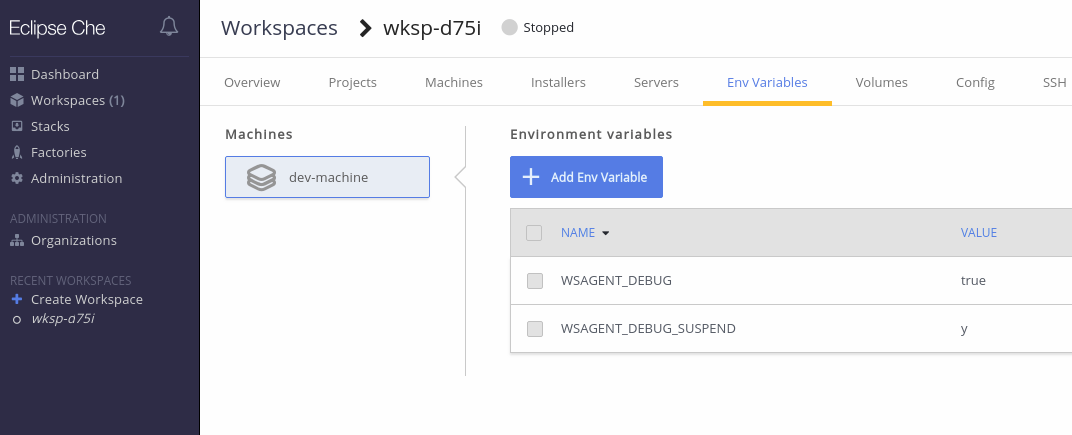 Eclipse Che
Dashboard
Workspaces (1)
Stacks
Factories
Administration
ADMINISTRATION
Organizations
RECENT WORKSPACES
Create Workspace
wksp-d75i
Workspaces wksp-d75i Stopped
Overview Projects Machines Installers Servers Env Variables Volumes Config SSH
Machines
dev-machine
Environment variables
Add Env Variable
NAME VALUE
WSAGENT_DEBUG true
WSAGENT_DEBUG_SUSPEND y